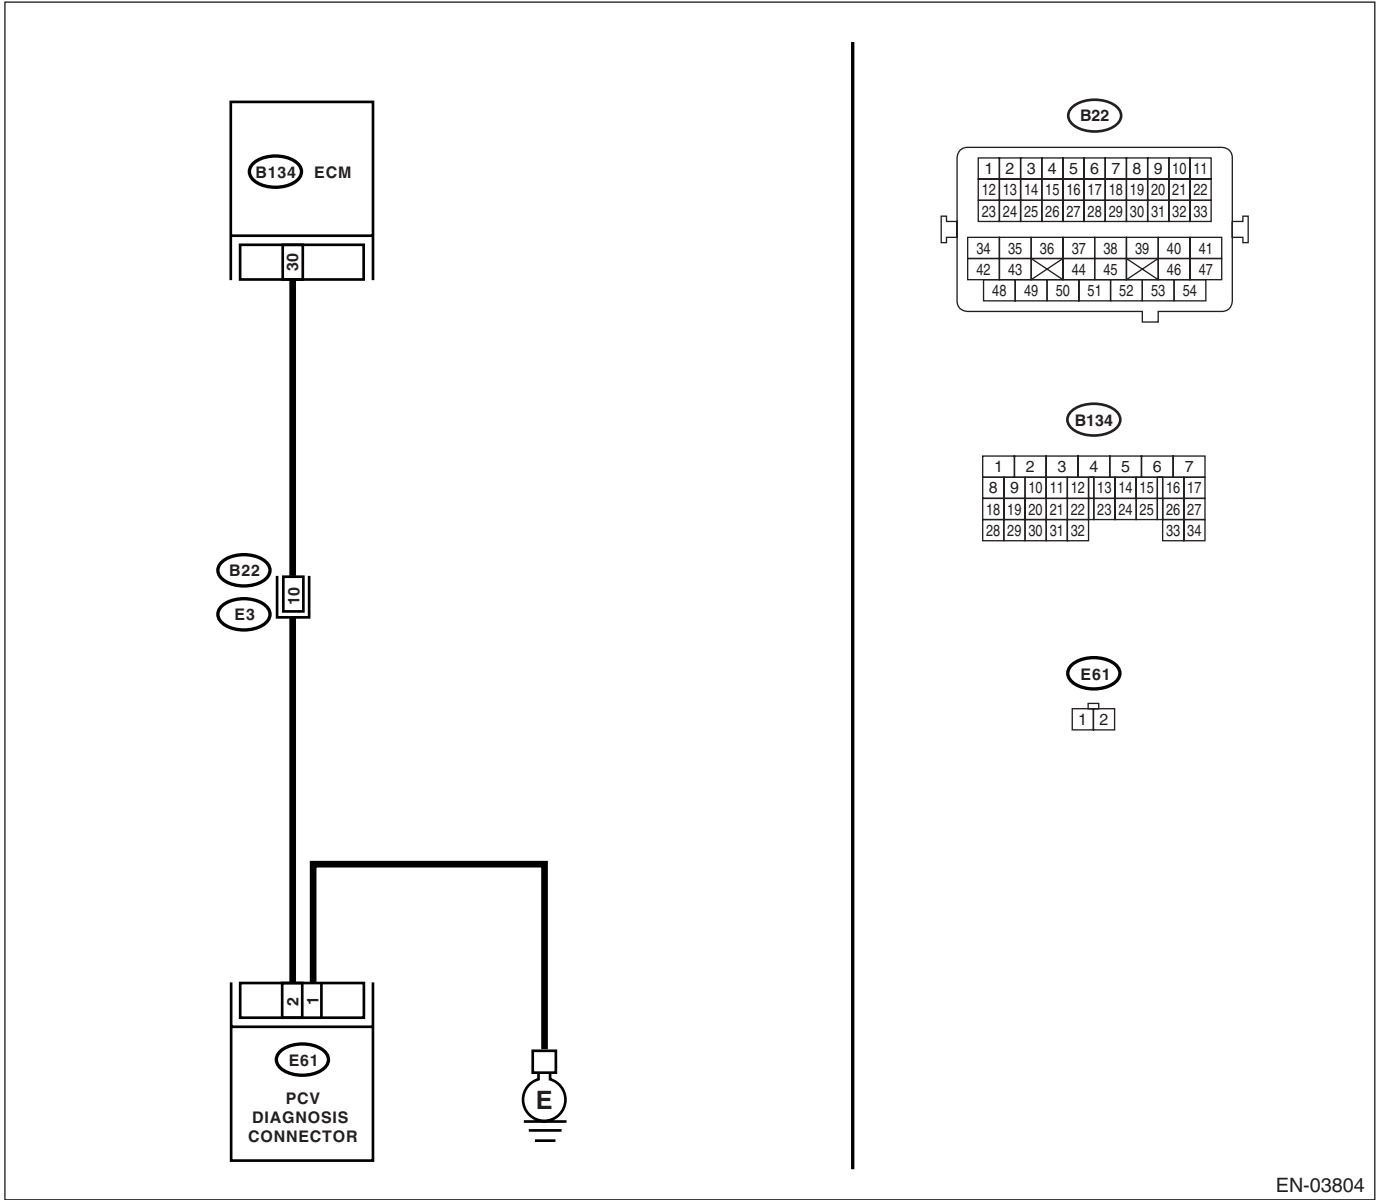 B134 ECM
30
B22
10
E3
2 1
E61
PCV
DIAGNOSIS
CONNECTOR
E
B22
1 2 3 4 5 6 7 8 9 10 11
12 13 14 15 16 17 18 19 20 21 22
23 24 25 26 27 28 29 30 31 32 33
34 35 36 37 38 39 40 41
42 43 44 45 46 47
48 49 50 51 52 53 54
B134
1 2 3 4 5 6 7
8 9 10 11 12 13 14 15 16 17
18 19 20 21 22 23 24 25 26 27
28 29 30 31 32 33 34
E61
1 2
EN-03804